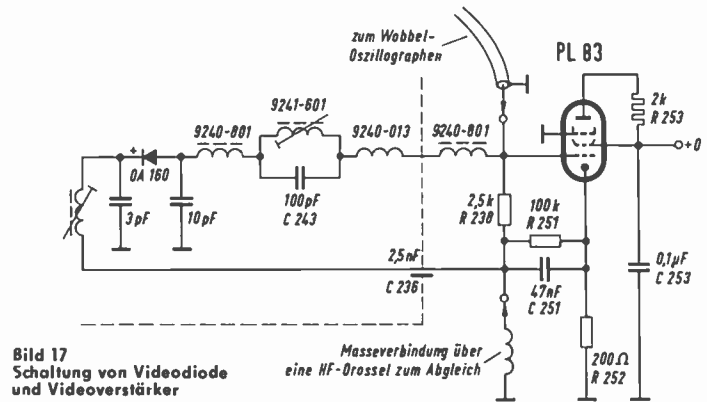 zum Wobbel-
Oszillographen
PL 83
9241-601
9240-801
9240-013
9240-801
2k
R 253
+0
+
OA 160
3pF
10pF
100pF
C 243
2,5k
R 238
100k
R 251
2,5nF
C 236
47nF
C 251
0,1µF
C 253
200Ω
R 252
Masseverbindung über
eine HF-Drossel zum Abgleich
Bild 17
Schaltung von Videodiode
und Videoverstärker